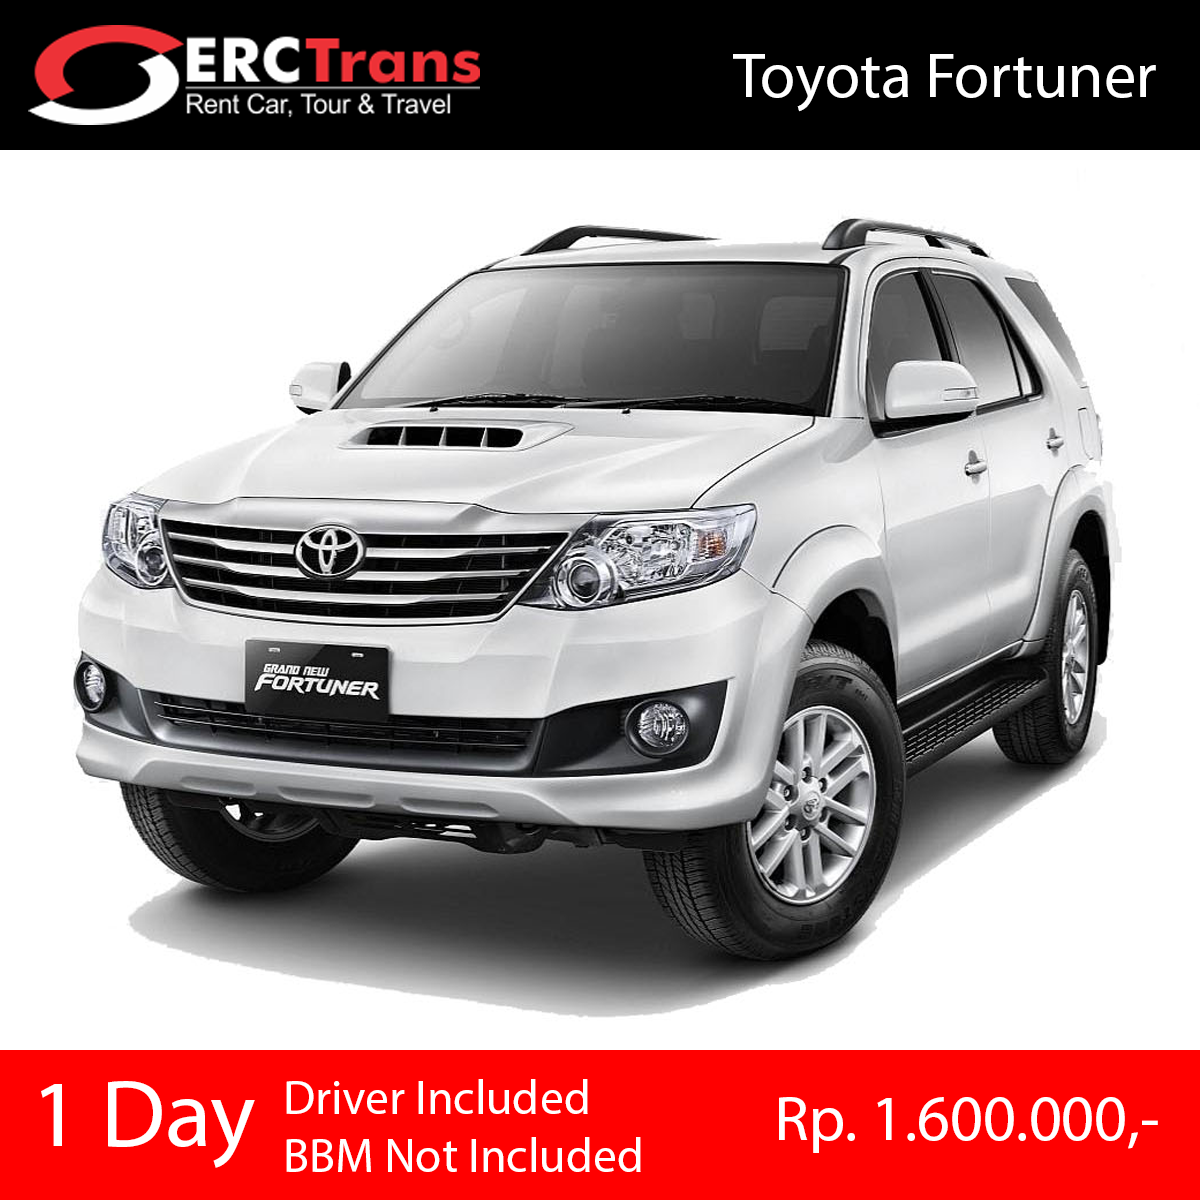 ERCTrans
Rent Car, Tour & Travel
Toyota Fortuner
GRAND NEW
FORTUNER
1 Day
Driver Included
BBM Not Included
Rp. 1.600.000,-